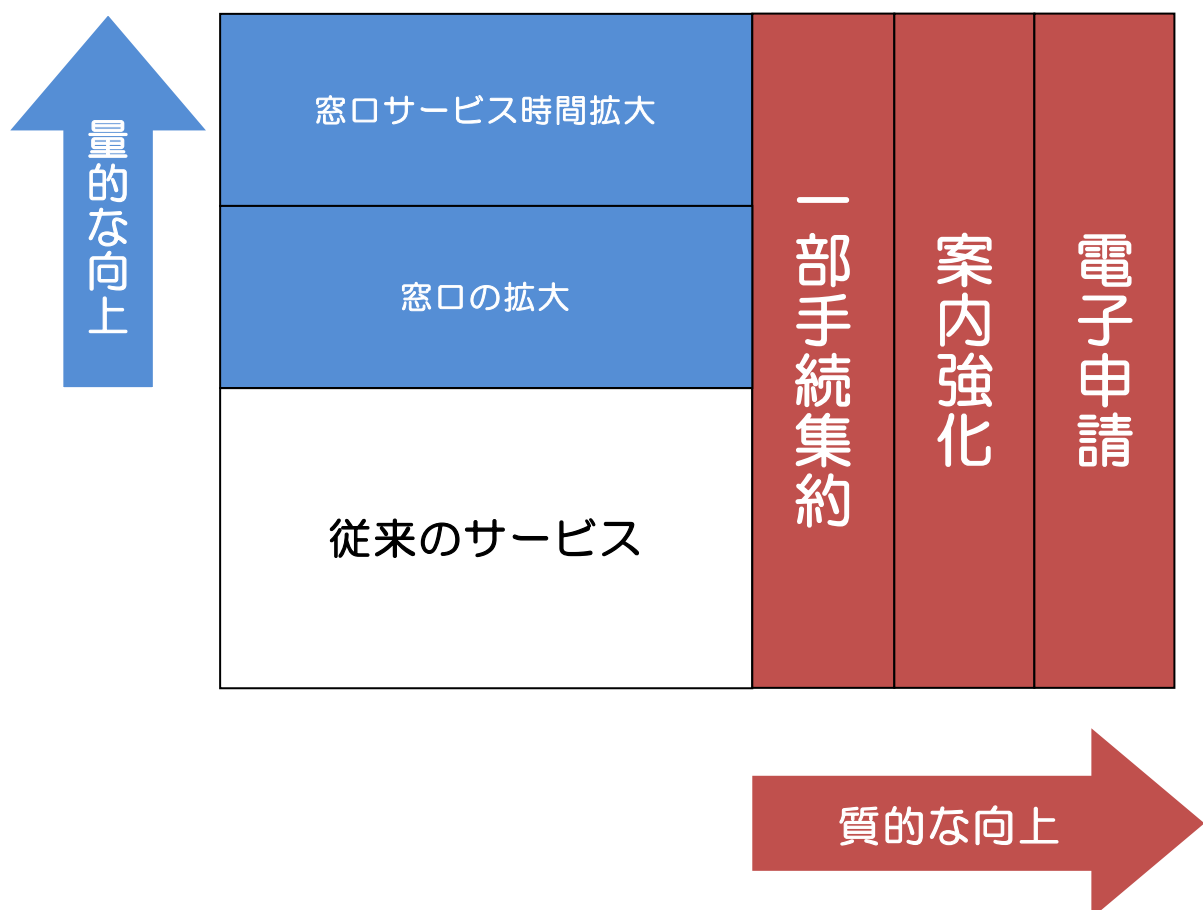 量的な向上
窓口サービス時間拡大
窓口の拡大
従来のサービス
一部手続集約
案内強化
電子申請
質的な向上